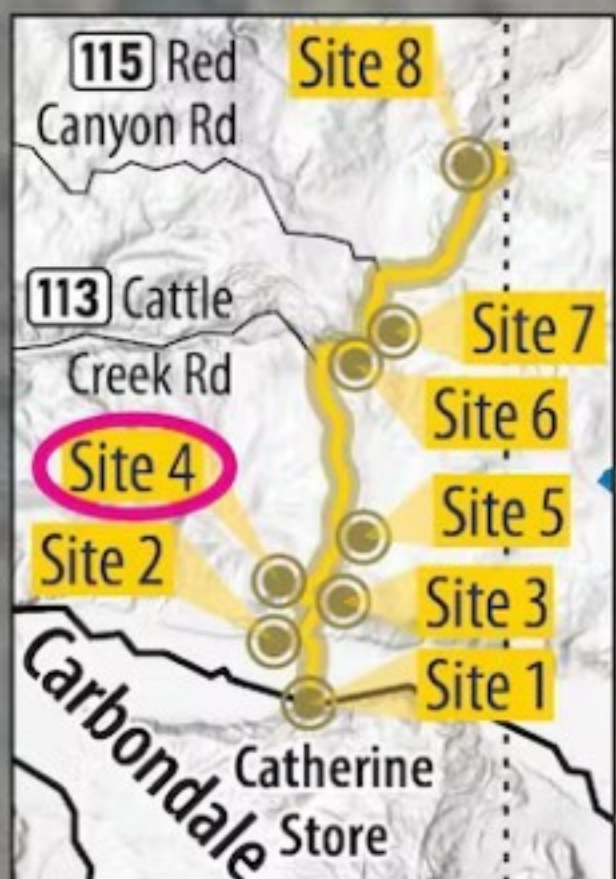 115 Red
Canyon Rd
Site 8
113 Cattle
Creek Rd
Site 7
Site 6
Site 4
Site 5
Site 2
Site 3
Site 1
Carbondale
Catherine
Store